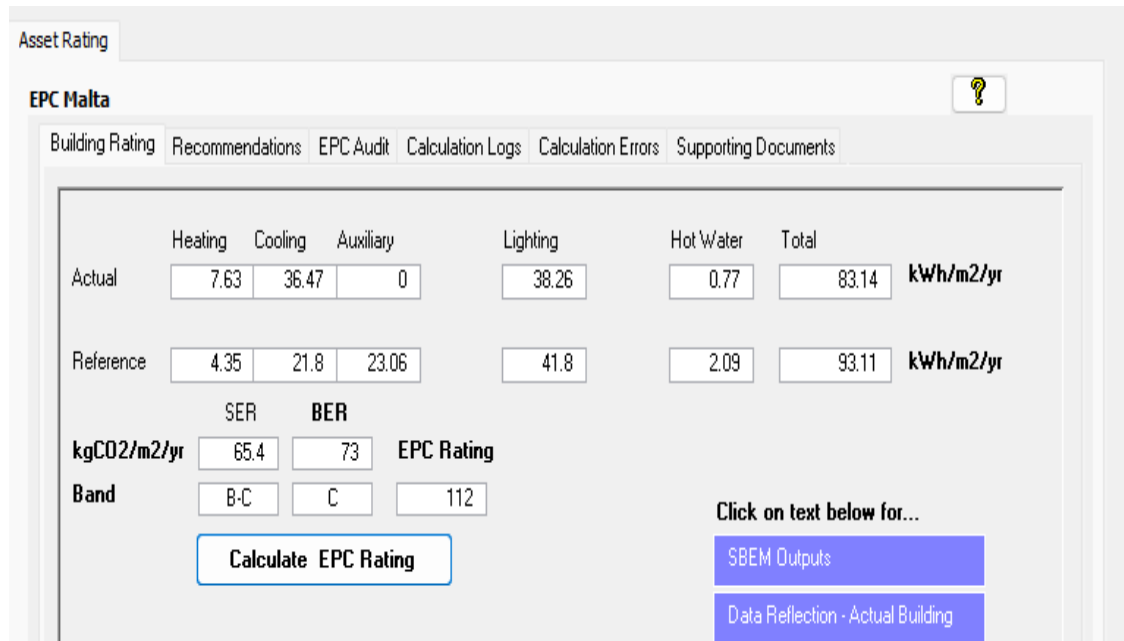 Asset Rating
EPC Malta
?
Building Rating Recommendations EPC Audit Calculation Logs Calculation Errors Supporting Documents
Heating Cooling Auxiliary Lighting Hot Water Total
Actual 7.63 36.47 0 38.26 0.77 83.14 kWh/m2/yr
Reference 4.35 21.8 23.06 41.8 2.09 93.11 kWh/m2/yr
SER BER
kgCO2/m2/yr 65.4 73 EPC Rating
Band B-C C 112
Click on text below for...
Calculate EPC Rating
SBEM Outputs
Data Reflection - Actual Building